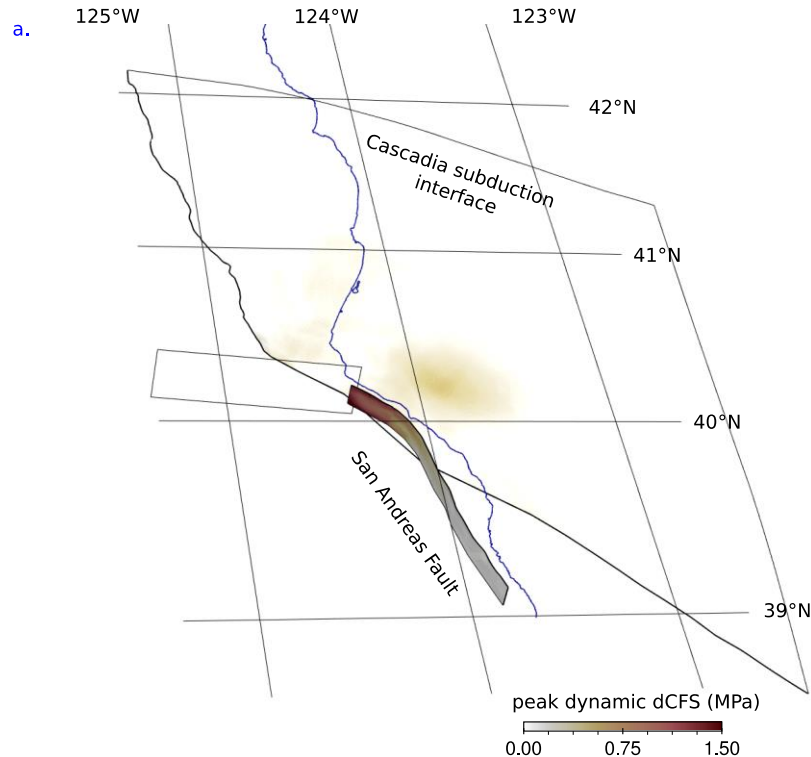 a.
125°W 124°W 123°W
42°N
Cascadia subduction
interface
41°N
40°N
San Andreas Fault
39°N
peak dynamic dCFS (MPa)
0.00 0.75 1.50